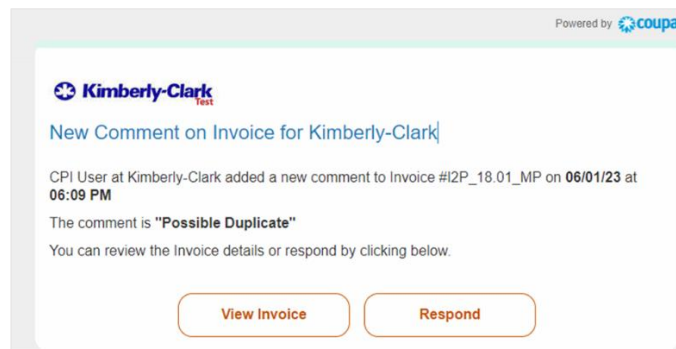 Powered by coupa
Kimberly-Clark
Test
New Comment on Invoice for Kimberly-Clark
CPI User at Kimberly-Clark added a new comment to Invoice #I2P_18.01_MP on 06/01/23 at
06:09 PM
The comment is "Possible Duplicate"
You can review the Invoice details or respond by clicking below.
View Invoice Respond